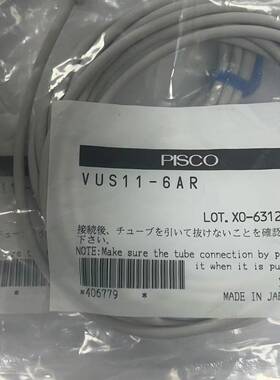 PISCO
VUS11-6AR
LOT.XO-6312
接続後、チューブを引いて抜けないことを確認
下さい。
NOTE:Make sure the tube connection by p
it when it is pu
*406779 *
MADE IN JAP